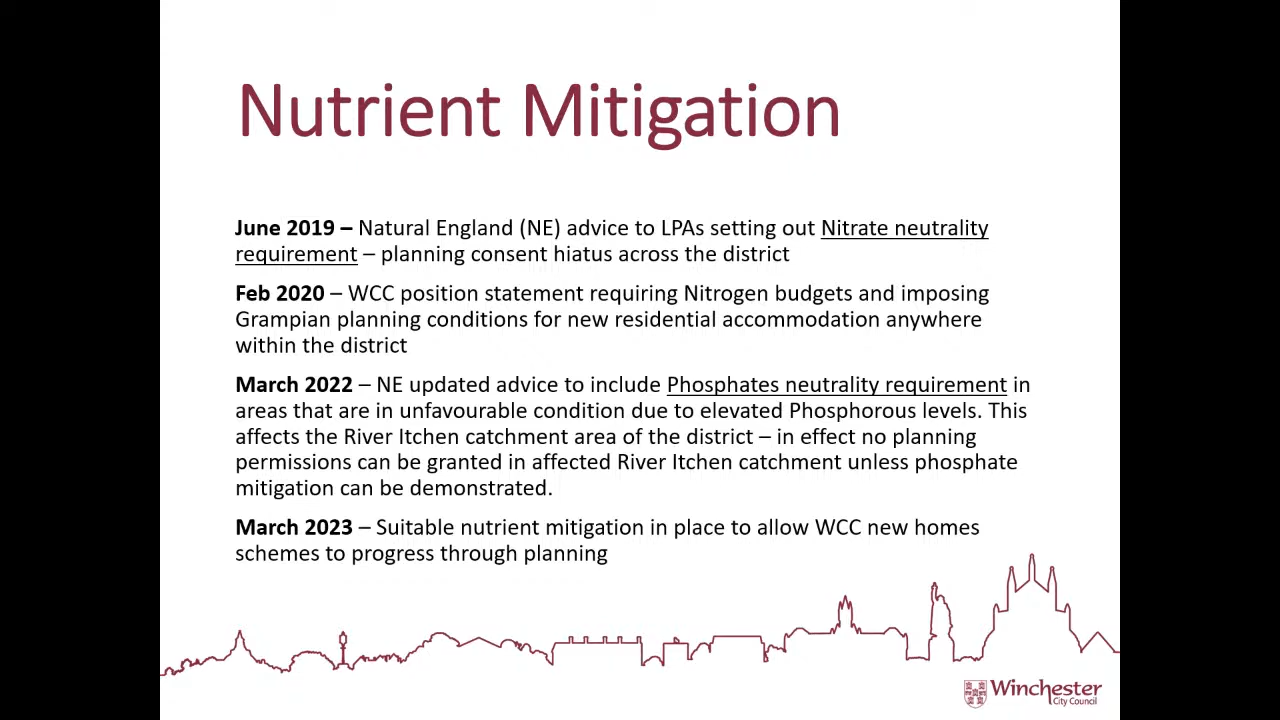 Nutrient Mitigation
June 2019 – Natural England (NE) advice to LPAs setting out Nitrate neutrality
requirement – planning consent hiatus across the district
Feb 2020 – WCC position statement requiring Nitrogen budgets and imposing
Grampian planning conditions for new residential accommodation anywhere
within the district
March 2022 – NE updated advice to include Phosphates neutrality requirement in
areas that are in unfavourable condition due to elevated Phosphorous levels. This
affects the River Itchen catchment area of the district – in effect no planning
permissions can be granted in affected River Itchen catchment unless phosphate
mitigation can be demonstrated.
March 2023 – Suitable nutrient mitigation in place to allow WCC new homes
schemes to progress through planning
Winchester
City Council